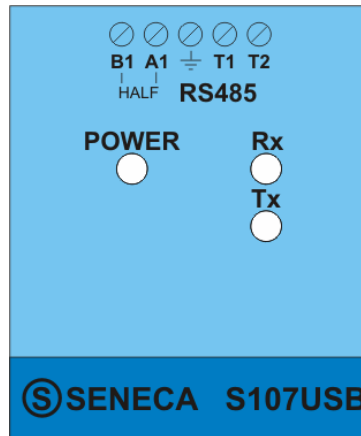 B1 A1 T1 T2
HALF RS485
POWER Rx
Tx
S SENECA S107USB